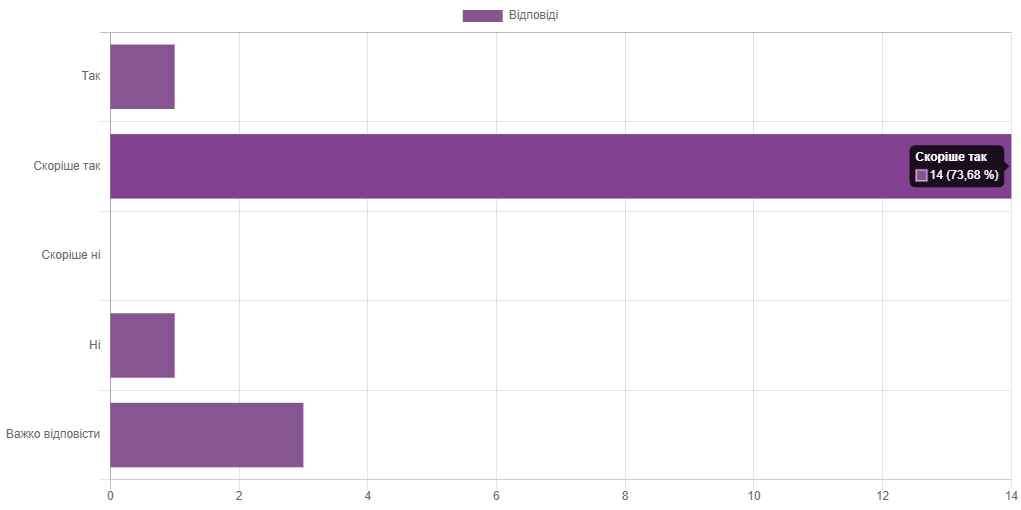 Відповіді
Так
Скоріше так
Скоріше так
14 (73,68 %)
Скоріше ні
Ні
Важко відповісти
0 2 4 6 8 10 12 14